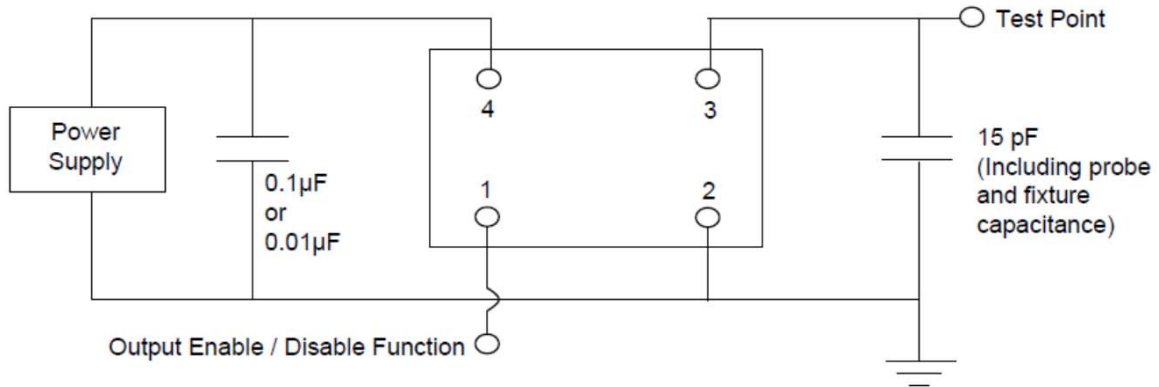 Test Point
4
3
Power
Supply
15 pF
(Including probe
and fixture
capacitance)
0.1µF
or
0.01µF
1
2
Output Enable / Disable Function